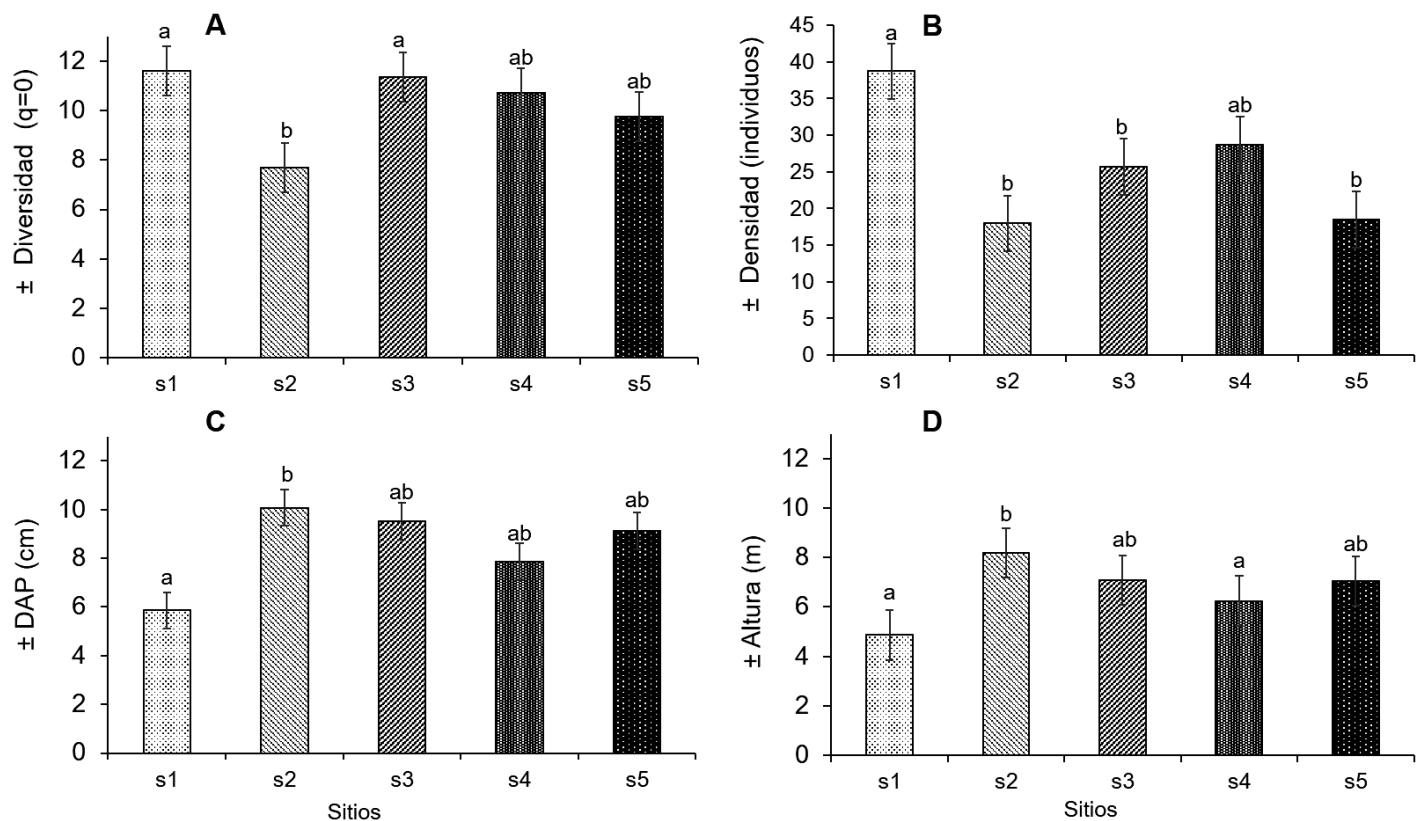 A
± Diversidad (q=0)
12
10
8
6
4
2
0
a
b
a
ab
ab
s1 s2 s3 s4 s5
B
± Densidad (individuos)
45
40
35
30
25
20
15
10
5
0
a
b
b
ab
b
s1 s2 s3 s4 s5
C
± DAP (cm)
12
10
8
6
4
2
0
a
b
ab
ab
ab
s1 s2 s3 s4 s5
Sitios
D
± Altura (m)
12
10
8
6
4
2
0
a
b
ab
a
ab
s1 s2 s3 s4 s5
Sitios